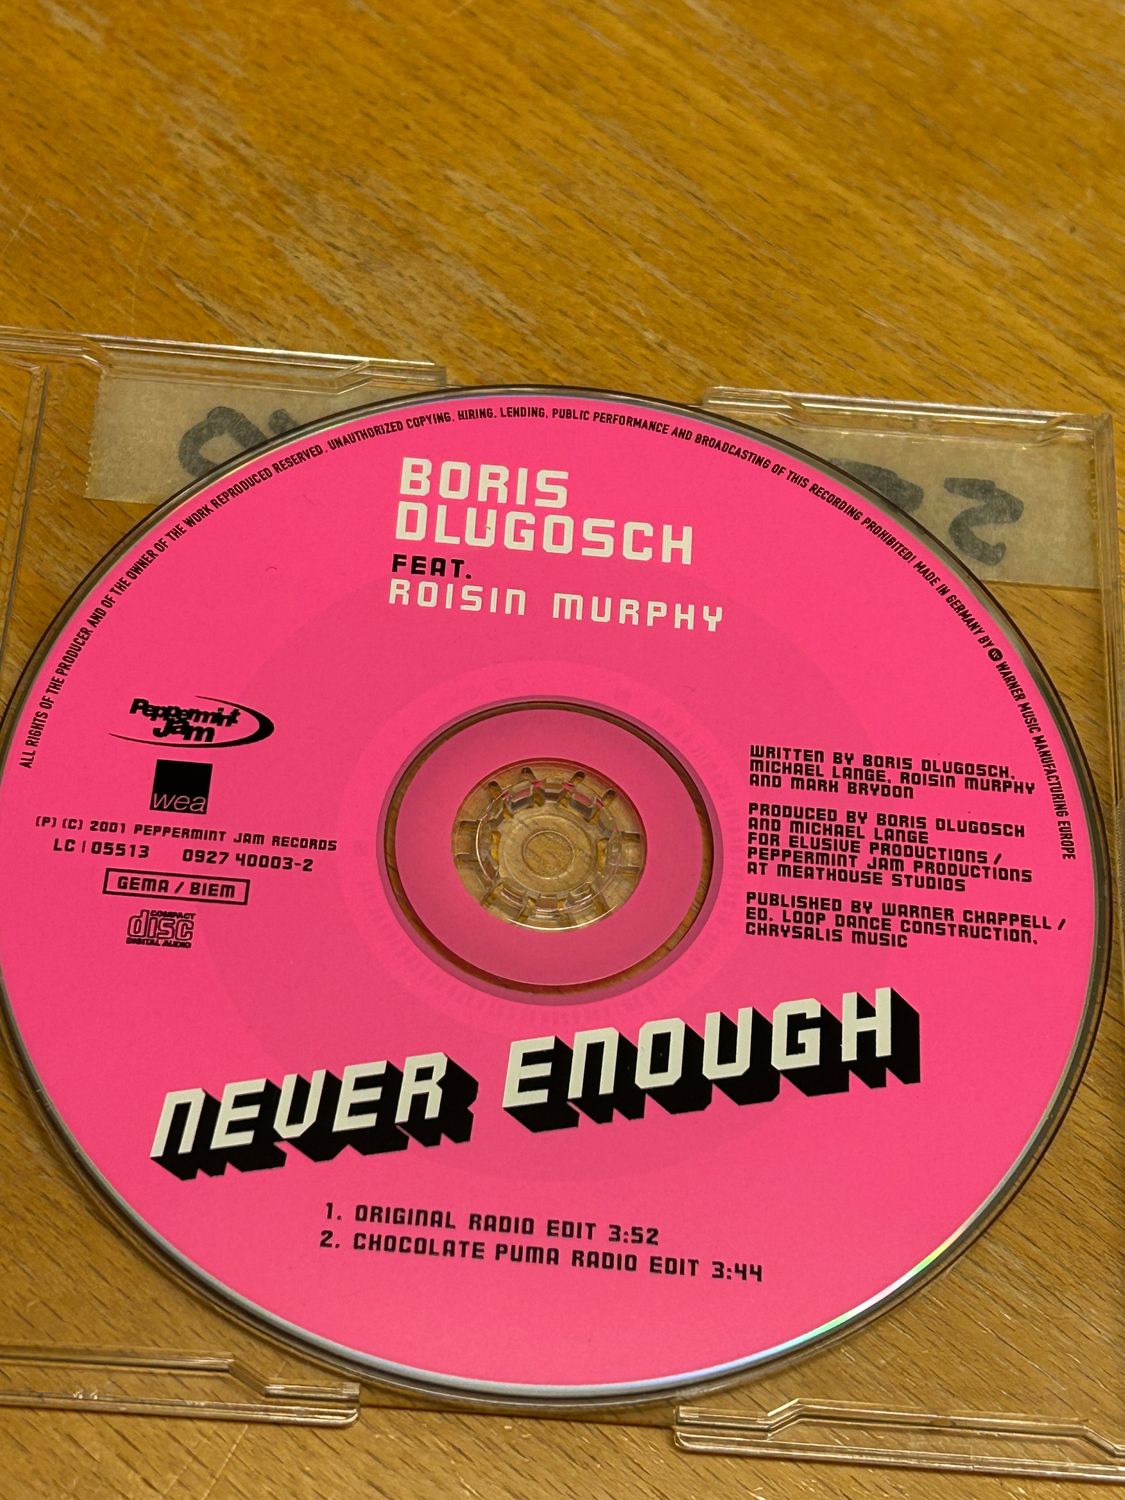 ALL RIGHTS OF THE PRODUCER AND OF THE OWNER OF THE WORK REPRODUCED RESERVED. UNAUTHORIZED COPYING, HIRING, LENDING, PUBLIC PERFORMANCE AND BROADCASTING OF THIS RECORDING PROHIBITED! MADE IN GERMANY BY WARNER MUSIC MANUFACTURING EUROPE
BORIS
DLUGOSCH
FEAT.
ROISIN MURPHY
Peppermint
Jam
wea
(P) (C) 2001 PEPPERMINT JAM RECORDS
LC | 05513 0927 40003-2
GEMA / BIEM
COMPACT
disc
DIGITAL AUDIO
WRITTEN BY BORIS DLUGOSCH,
MICHAEL LANGE, ROISIN MURPHY
AND MARK BRYDON
PRODUCED BY BORIS DLUGOSCH
AND MICHAEL LANGE
FOR ELUSIVE PRODUCTIONS /
PEPPERMINT JAM PRODUCTIONS
AT MEATHOUSE STUDIOS
PUBLISHED BY WARNER CHAPPELL /
ED. LOOP DANCE CONSTRUCTION,
CHRYSALIS MUSIC
NEVER ENOUGH
1. ORIGINAL RADIO EDIT 3:52
2. CHOCOLATE PUMA RADIO EDIT 3:44